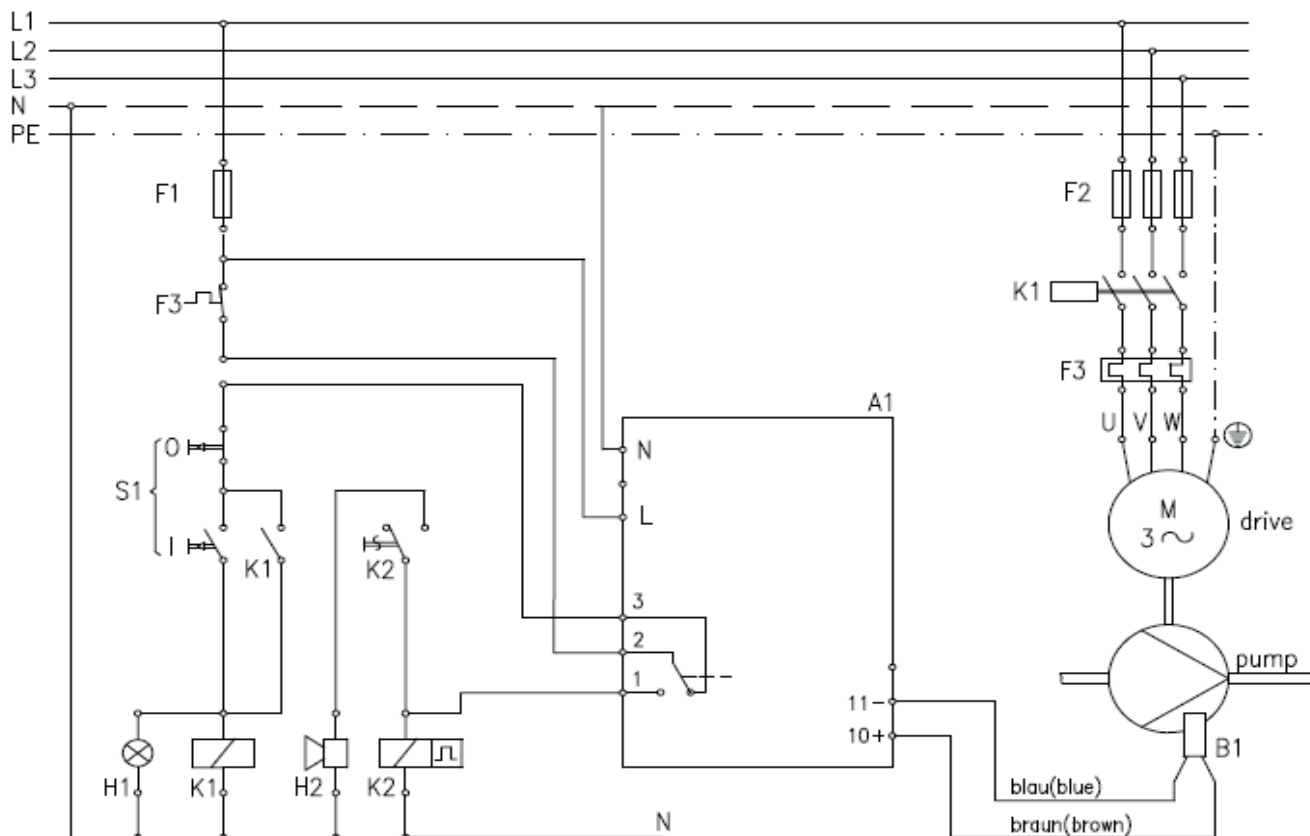 L1
L2
L3
N
PE
F1
F2
F3
K1
F3
A1
U V W
O
S1
N
L
M
3
drive
I
K1
K2
3
2
1
pump
11-
10+
B1
H1
K1
H2
K2
blau(blue)
N
braun(brown)